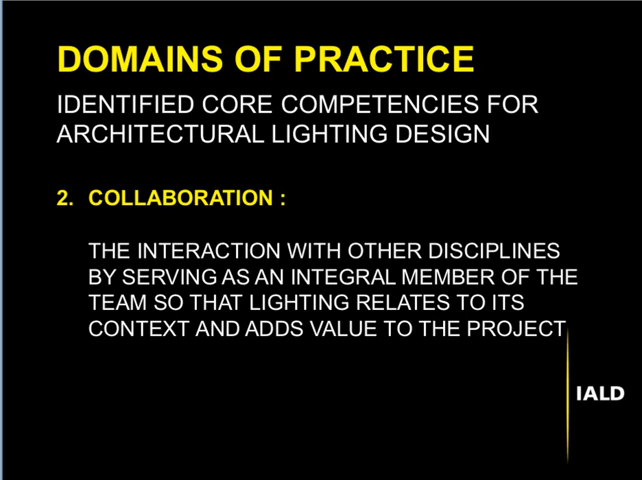 DOMAINS OF PRACTICE
IDENTIFIED CORE COMPETENCIES FOR
ARCHITECTURAL LIGHTING DESIGN
2. COLLABORATION :
THE INTERACTION WITH OTHER DISCIPLINES
BY SERVING AS AN INTEGRAL MEMBER OF THE
TEAM SO THAT LIGHTING RELATES TO ITS
CONTEXT AND ADDS VALUE TO THE PROJECT
IALD